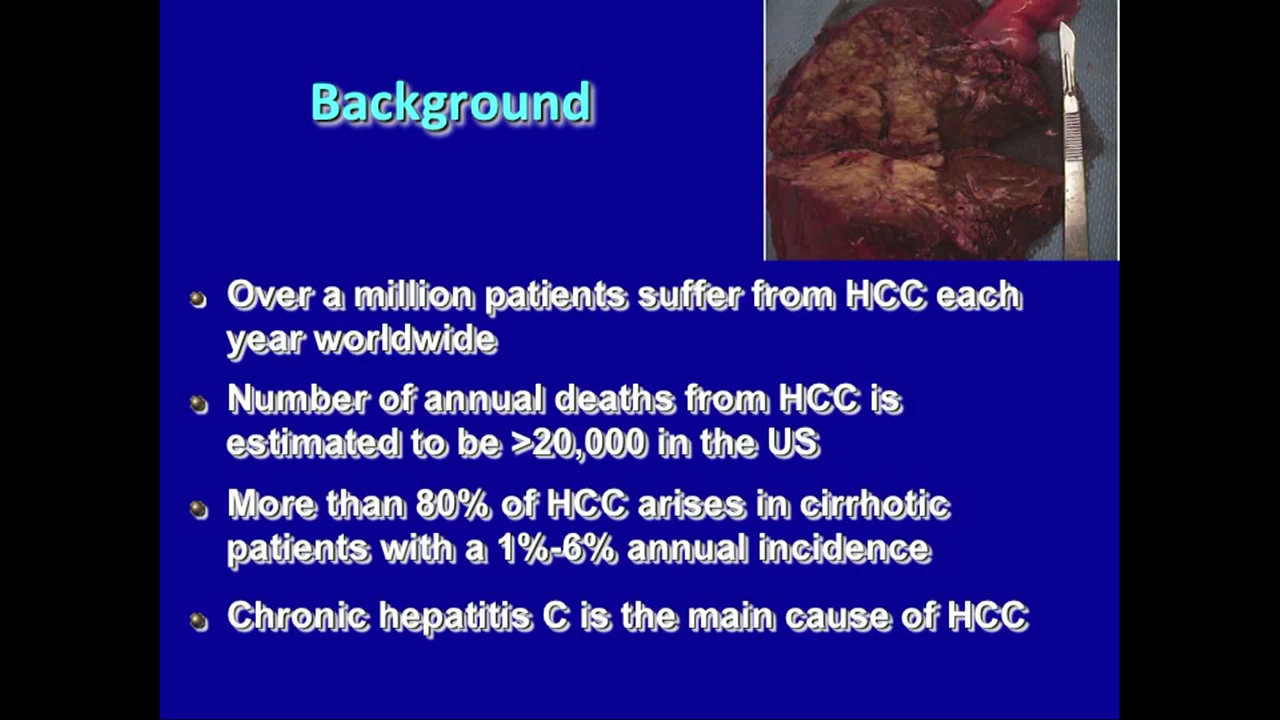 Background
Over a million patients suffer from HCC each
year worldwide
Number of annual deaths from HCC is
estimated to be >20,000 in the US
More than 80% of HCC arises in cirrhotic
patients with a 1%-6% annual incidence
Chronic hepatitis C is the main cause of HCC